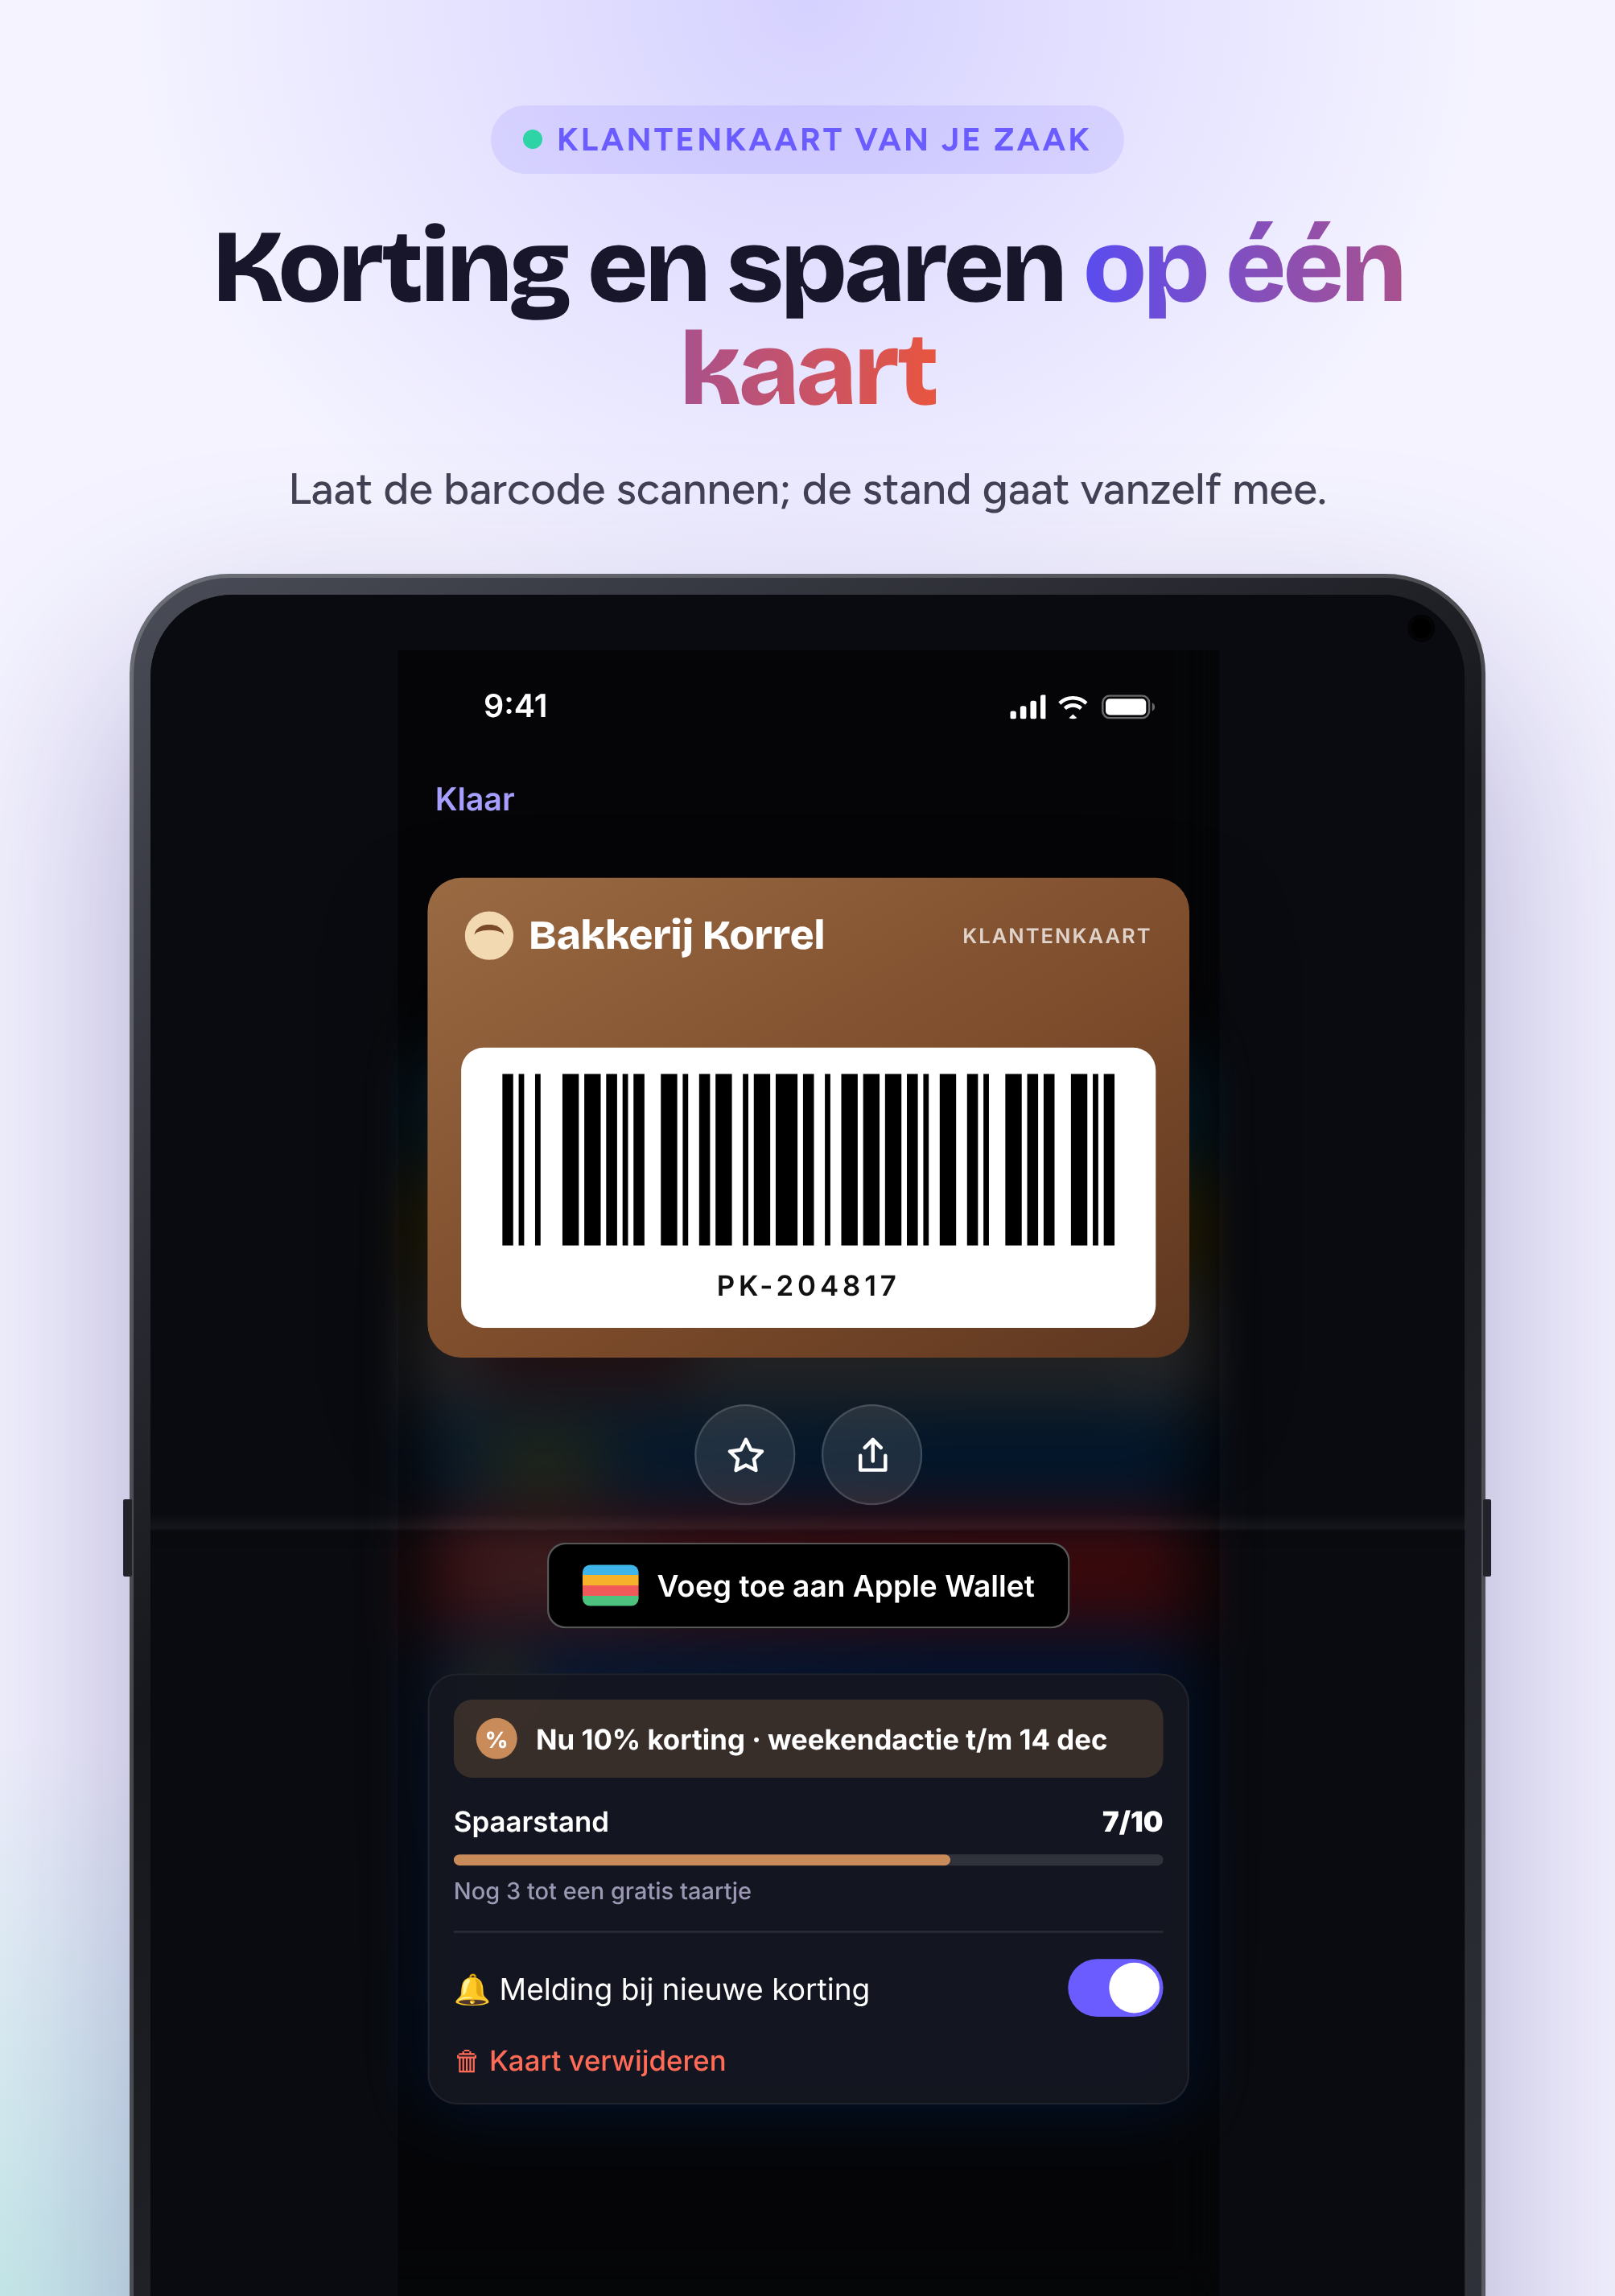 KLANTENKAART VAN JE ZAAK
Korting en sparen op één
kaart
Laat de barcode scannen; de stand gaat vanzelf mee.
9:41
Klaar
Bakkerij Korrel
KLANTENKAART
PK-204817
Voeg toe aan Apple Wallet
% Nu 10% korting · weekendactie t/m 14 dec
Spaarstand 7/10
Nog 3 tot een gratis taartje
🔔 Melding bij nieuwe korting
🗑 Kaart verwijderen